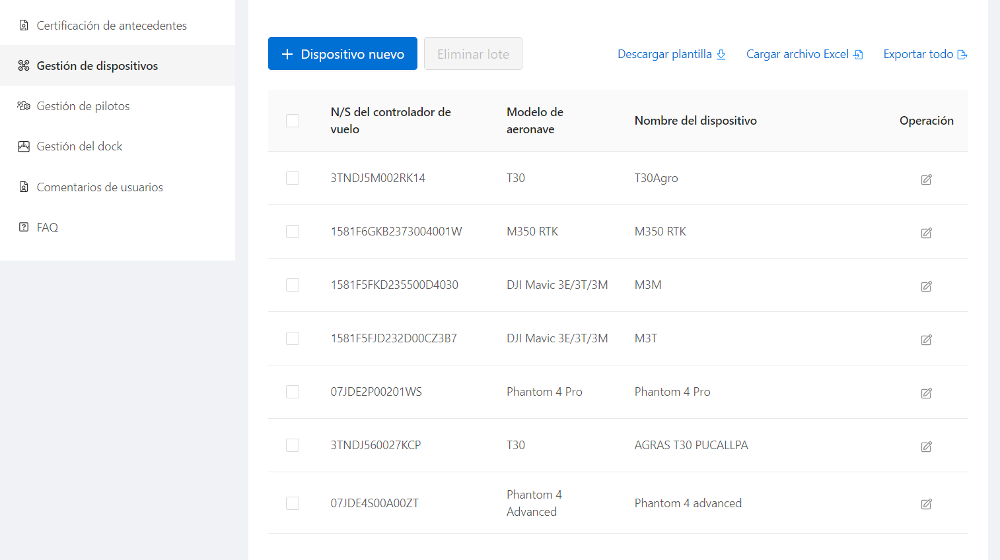 Certificación de antecedentes
Gestión de dispositivos
Gestión de pilotos
Gestión del dock
Comentarios de usuarios
FAQ
Dispositivo nuevo
Eliminar lote
Descargar plantilla
Cargar archivo Excel
Exportar todo
N/S del controlador de
vuelo
Modelo de
aeronave
Nombre del dispositivo
Operación
3TNDJ5M002RK14
T30
T30Agro
1581F6GKB2373004001W
M350 RTK
M350 RTK
1581F5FKD235500D4030
DJI Mavic 3E/3T/3M
M3M
1581F5FJD232D00CZ3B7
DJI Mavic 3E/3T/3M
M3T
07JDE2P00201WS
Phantom 4 Pro
Phantom 4 Pro
3TNDJ560027KCP
T30
AGRAS T30 PUCALLPA
07JDE4S00A00ZT
Phantom 4
Advanced
Phantom 4 advanced